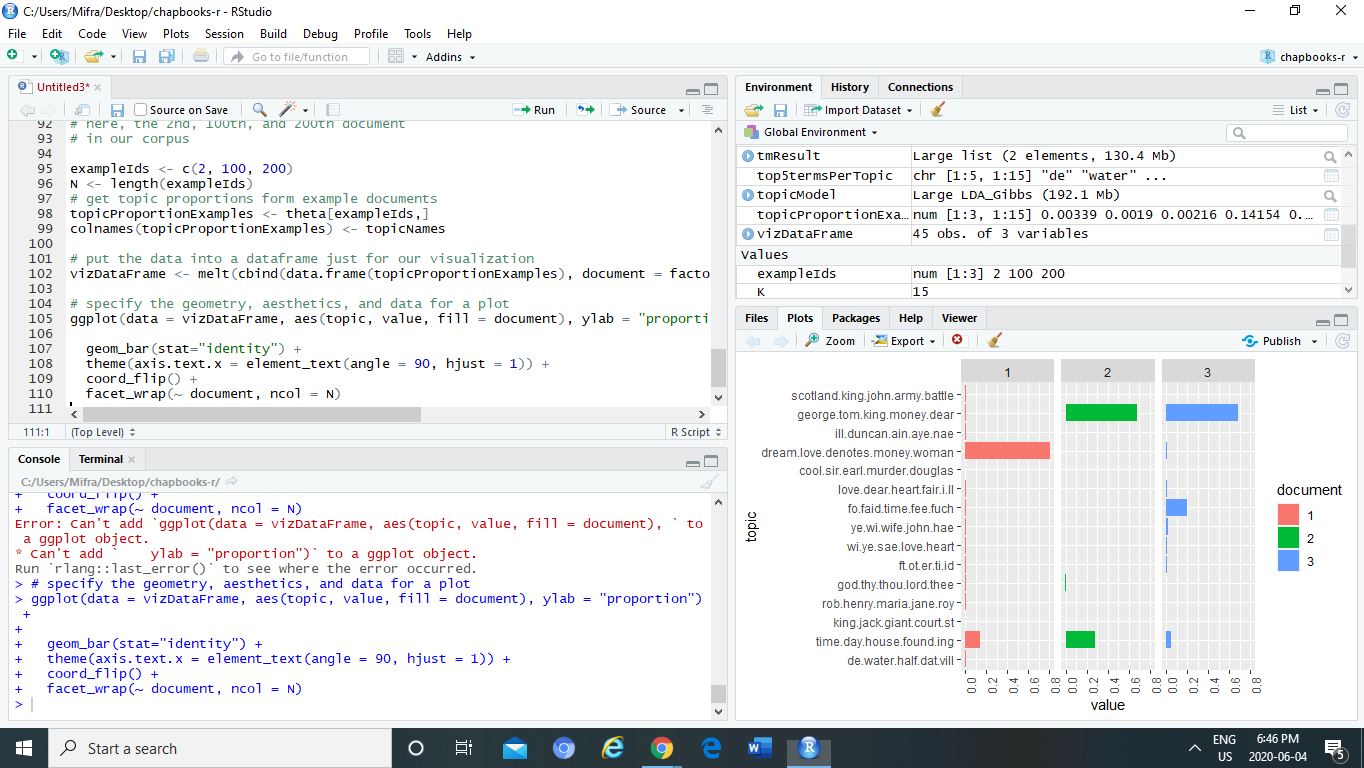 C:/Users/Mifra/Desktop/chapbooks-r - RStudio
File Edit Code View Plots Session Build Debug Profile Tools Help
Go to file/function Addins chapbooks-r
Untitled3*
Source on Save Run Source
92 # here, the 2nd, 100th, and 200th document
93 # in our corpus
94
95 exampleIds <- c(2, 100, 200)
96 N <- length(exampleIds)
97 # get topic proportions form example documents
98 topicProportionExamples <- theta[exampleIds,]
99 colnames(topicProportionExamples) <- topicNames
100
101 # put the data into a dataframe just for our visualization
102 vizDataFrame <- melt(cbind(data.frame(topicProportionExamples), document = facto
103
104 # specify the geometry, aesthetics, and data for a plot
105 ggplot(data = vizDataFrame, aes(topic, value, fill = document), ylab = "proporti
106
107 geom_bar(stat="identity") +
108 theme(axis.text.x = element_text(angle = 90, hjust = 1)) +
109 coord_flip() +
110 facet_wrap(~ document, ncol = N)
111
111:1 (Top Level) R Script
Console Terminal
C:/Users/Mifra/Desktop/chapbooks-r/
+ coord_flip() +
+ facet_wrap(~ document, ncol = N)
Error: Can't add `ggplot(data = vizDataFrame, aes(topic, value, fill = document), ` to
a ggplot object.
* Can't add `    ylab = "proportion")` to a ggplot object.
Run `rlang::last_error()` to see where the error occurred.
> # specify the geometry, aesthetics, and data for a plot
> ggplot(data = vizDataFrame, aes(topic, value, fill = document), ylab = "proportion")
+
+
+ geom_bar(stat="identity") +
+ theme(axis.text.x = element_text(angle = 90, hjust = 1)) +
+ coord_flip() +
+ facet_wrap(~ document, ncol = N)
>
Environment History Connections
Import Dataset List
Global Environment
tmResult Large list (2 elements, 130.4 Mb)
top5termsPerTopic chr [1:5, 1:15] "de" "water" ...
topicModel Large LDA_Gibbs (192.1 Mb)
topicProportionExa… num [1:3, 1:15] 0.00339 0.0019 0.00216 0.14154 0.…
vizDataFrame 45 obs. of 3 variables
Values
exampleIds num [1:3] 2 100 200
K 15
Files Plots Packages Help Viewer
Zoom Export Publish
1 2 3
scotland.king.john.army.battle
george.tom.king.money.dear
ill.duncan.ain.aye.nae
dream.love.denotes.money.woman
cool.sir.earl.murder.douglas
love.dear.heart.fair.i.ll
fo.faid.time.fee.fuch
ye.wi.wife.john.hae
wi.ye.sae.love.heart
ft.ot.er.ti.id
god.thy.thou.lord.thee
rob.henry.maria.jane.roy
king.jack.giant.court.st
time.day.house.found.ing
de.water.half.dat.vill
topic
0.0 0.2 0.4 0.6 0.8 0.0 0.2 0.4 0.6 0.8 0.0 0.2 0.4 0.6 0.8
value
document
1
2
3
Start a search
ENG
US
6:46 PM
2020-06-04
5